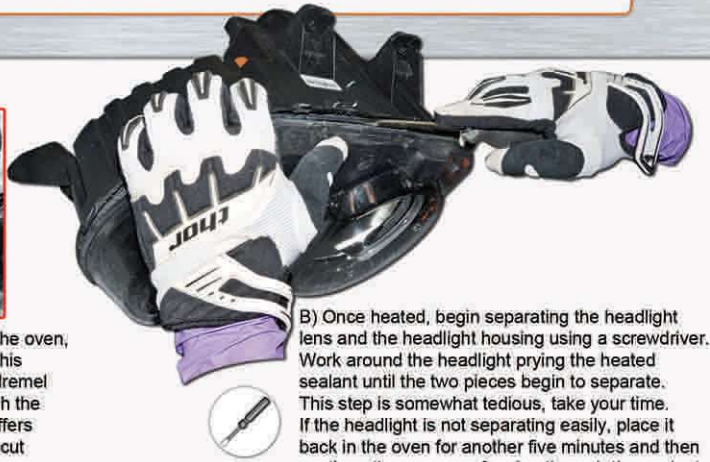 thor
he oven,
his
dremel
h the
ffers
cut
B) Once heated, begin separating the headlight
lens and the headlight housing using a screwdriver.
Work around the headlight prying the heated
sealant until the two pieces begin to separate.
This step is somewhat tedious, take your time.
If the headlight is not separating easily, place it
back in the oven for another five minutes and then